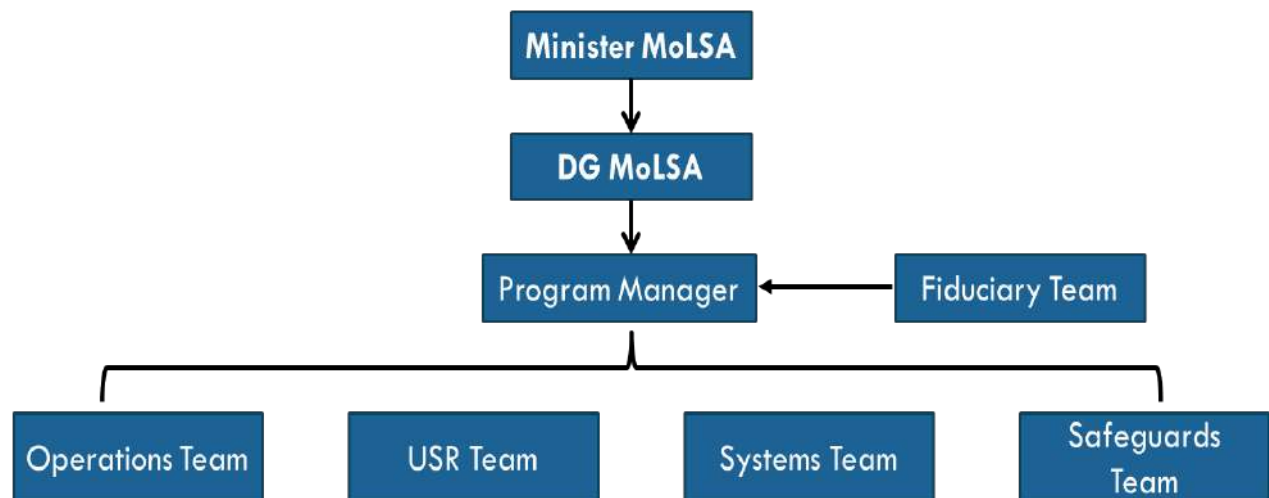 Minister MoLSA
DG MoLSA
Program Manager
Fiduciary Team
Operations Team
USR Team
Systems Team
Safeguards
Team